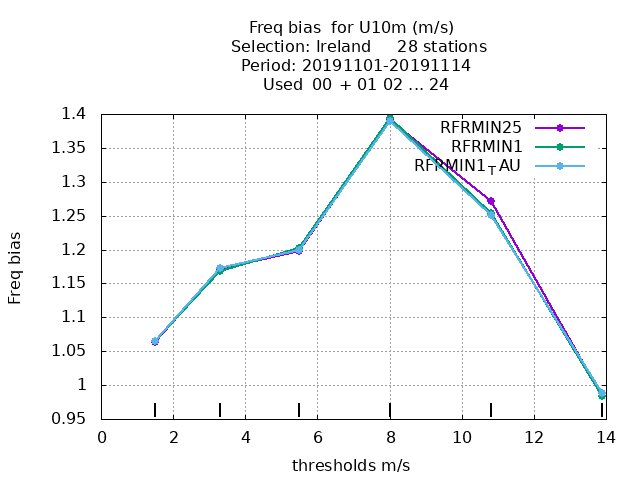 Freq bias  for U10m (m/s)
Selection: Ireland     28 stations
Period: 20191101-20191114
Used  00 + 01 02 ... 24
RFRMIN25
RFRMIN1
RFRMIN1TAU
1.4
1.35
1.3
1.25
1.2
1.15
1.1
1.05
1
0.95
Freq bias
0 2 4 6 8 10 12 14
thresholds m/s